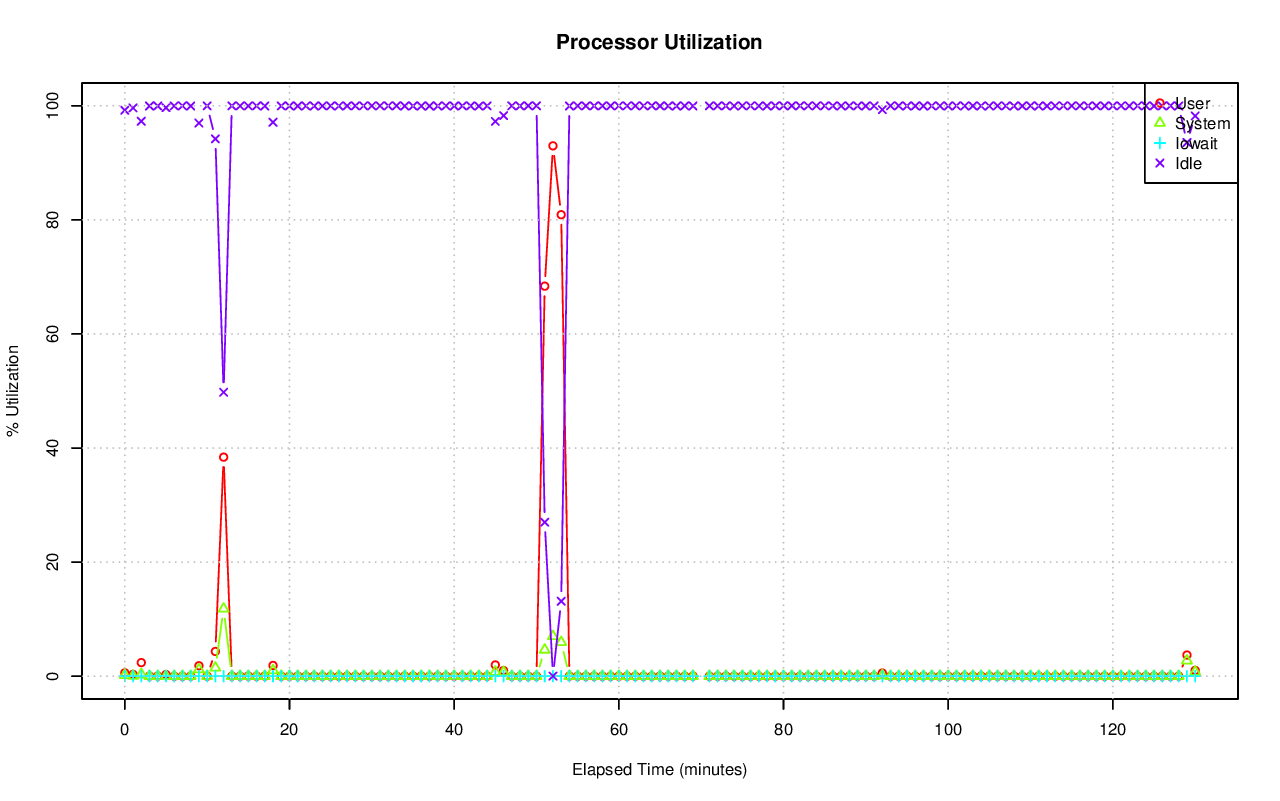 Processor Utilization
% Utilization
100
80
60
40
20
0
User
System
Iowait
Idle
0 20 40 60 80 100 120
Elapsed Time (minutes)